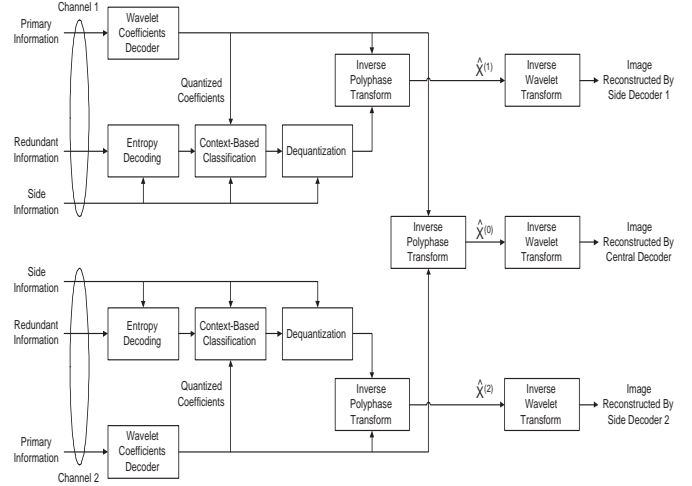 Channel 1
Primary
Information
Wavelet
Coefficients
Decoder
Quantized
Coefficients
Inverse
Polyphase
Transform
X̂(1)
Inverse
Wavelet
Transform
Image
Reconstructed By
Side Decoder 1
Redundant
Information
Entropy
Decoding
Context-Based
Classification
Dequantization
Side
Information
Inverse
Polyphase
Transform
X̂(0)
Inverse
Wavelet
Transform
Image
Reconstructed By
Central Decoder
Side
Information
Redundant
Information
Entropy
Decoding
Context-Based
Classification
Dequantization
Quantized
Coefficients
Inverse
Polyphase
Transform
X̂(2)
Inverse
Wavelet
Transform
Image
Reconstructed By
Side Decoder 2
Primary
Information
Wavelet
Coefficients
Decoder
Channel 2